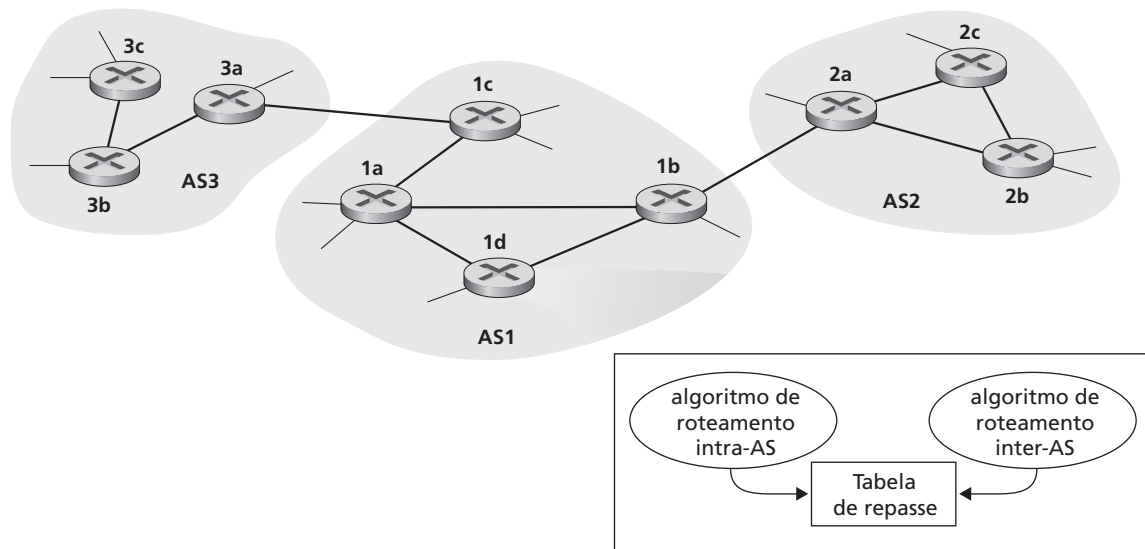 3c
3a
3b
AS3
1c
1a
1b
1d
AS1
2c
2a
2b
AS2
algoritmo de
roteamento
intra-AS
algoritmo de
roteamento
inter-AS
Tabela
de repasse